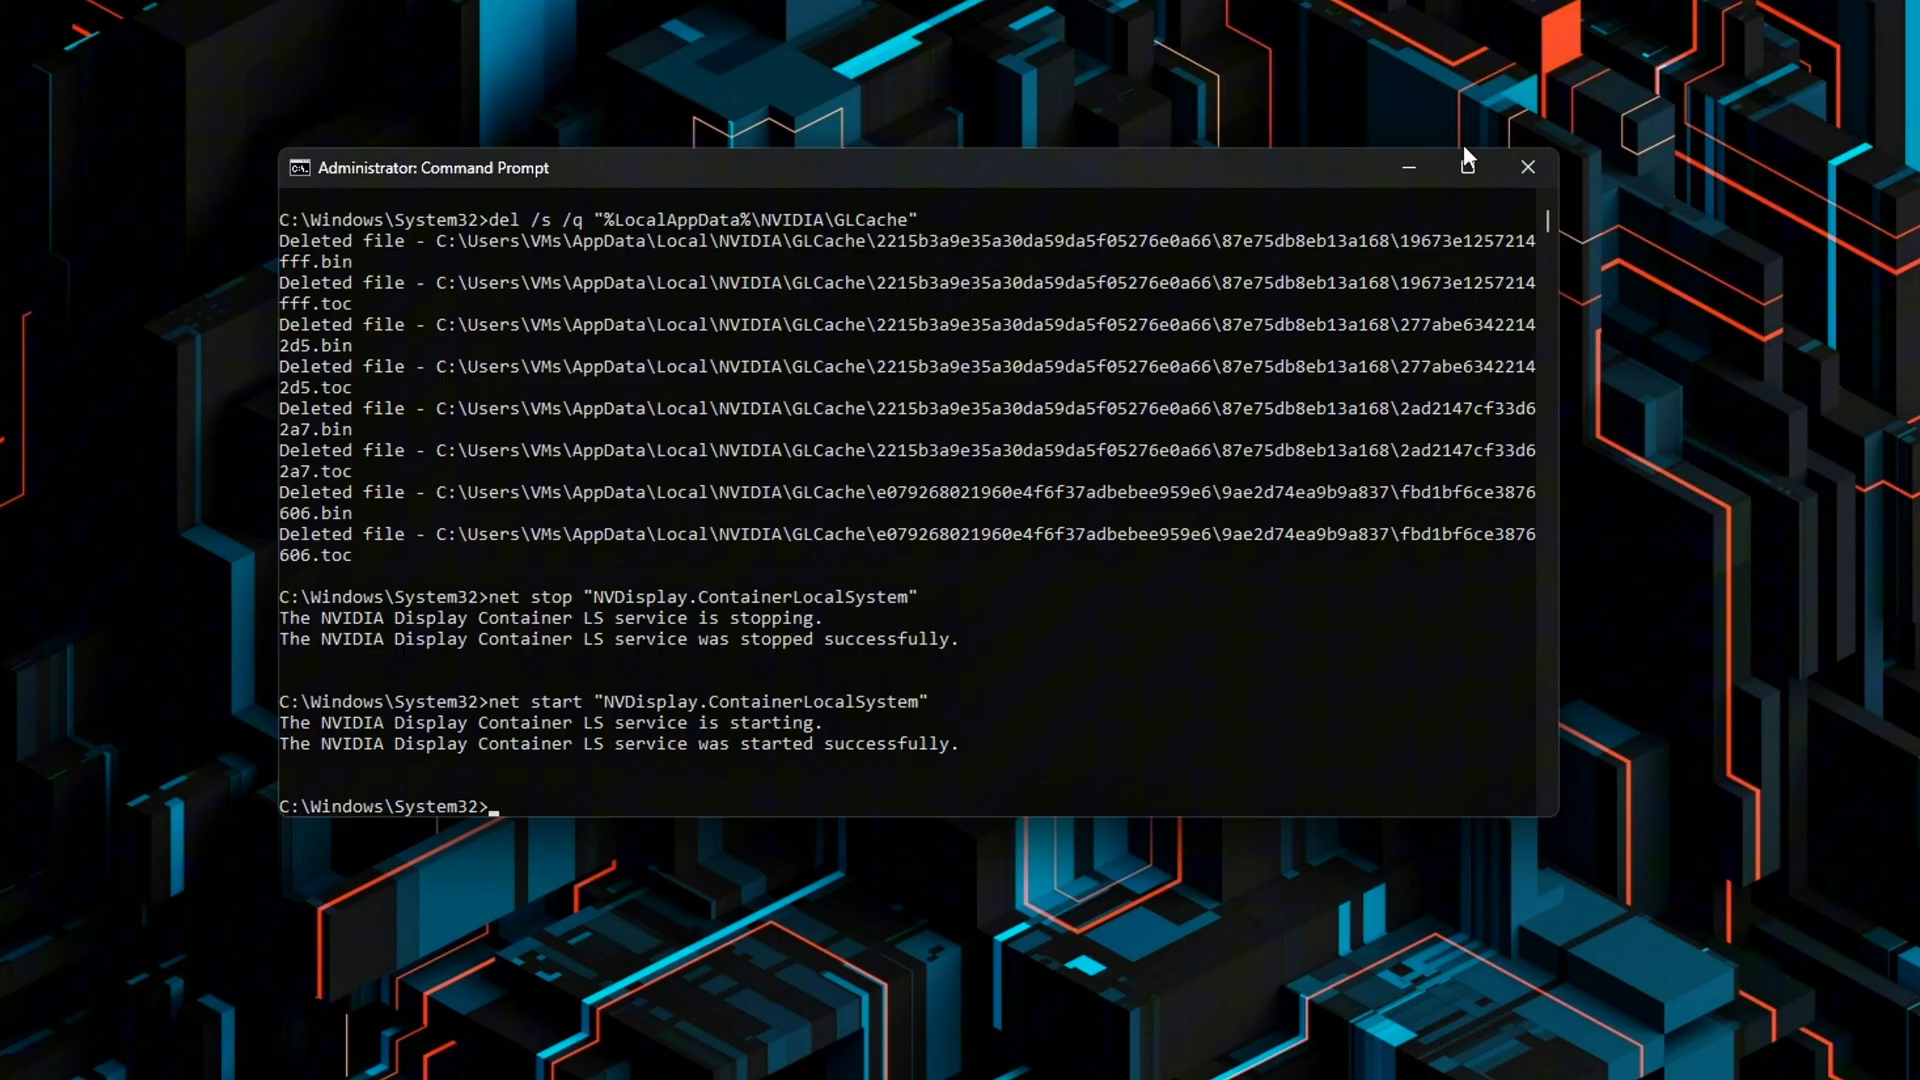 Administrator: Command Prompt
C:\Windows\System32>del /s /q "%LocalAppData%\NVIDIA\GLCache"
Deleted file - C:\Users\VMs\AppData\Local\NVIDIA\GLCache\2215b3a9e35a30da59da5f05276e0a66\87e75db8eb13a168\19673e1257214
fff.bin
Deleted file - C:\Users\VMs\AppData\Local\NVIDIA\GLCache\2215b3a9e35a30da59da5f05276e0a66\87e75db8eb13a168\19673e1257214
fff.toc
Deleted file - C:\Users\VMs\AppData\Local\NVIDIA\GLCache\2215b3a9e35a30da59da5f05276e0a66\87e75db8eb13a168\277abe6342214
2d5.bin
Deleted file - C:\Users\VMs\AppData\Local\NVIDIA\GLCache\2215b3a9e35a30da59da5f05276e0a66\87e75db8eb13a168\277abe6342214
2d5.toc
Deleted file - C:\Users\VMs\AppData\Local\NVIDIA\GLCache\2215b3a9e35a30da59da5f05276e0a66\87e75db8eb13a168\2ad2147cf33d6
2a7.bin
Deleted file - C:\Users\VMs\AppData\Local\NVIDIA\GLCache\2215b3a9e35a30da59da5f05276e0a66\87e75db8eb13a168\2ad2147cf33d6
2a7.toc
Deleted file - C:\Users\VMs\AppData\Local\NVIDIA\GLCache\e079268021960e4f6f37adbebee959e6\9ae2d74ea9b9a837\fbd1bf6ce3876
606.bin
Deleted file - C:\Users\VMs\AppData\Local\NVIDIA\GLCache\e079268021960e4f6f37adbebee959e6\9ae2d74ea9b9a837\fbd1bf6ce3876
606.toc
C:\Windows\System32>net stop "NVDisplay.ContainerLocalSystem"
The NVIDIA Display Container LS service is stopping.
The NVIDIA Display Container LS service was stopped successfully.
C:\Windows\System32>net start "NVDisplay.ContainerLocalSystem"
The NVIDIA Display Container LS service is starting.
The NVIDIA Display Container LS service was started successfully.
C:\Windows\System32>